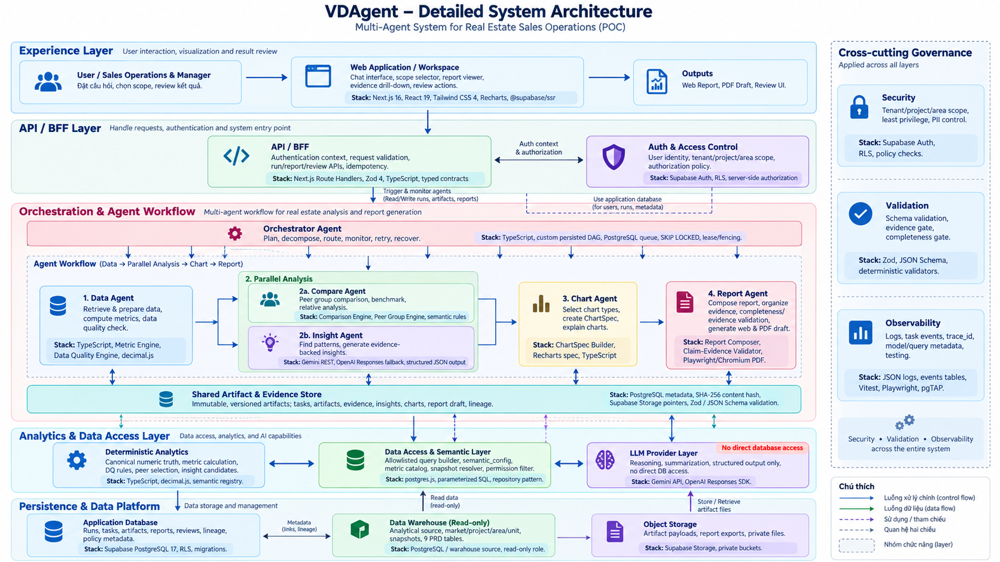 VDAgent – Detailed System Architecture
Multi-Agent System for Real Estate Sales Operations (POC)
Experience Layer
User interaction, visualization and result review
User / Sales Operations & Manager
Đặt câu hỏi, chọn scope, review kết quả.
Web Application / Workspace
Chat interface, scope selector, report viewer,
evidence drill-down, review actions.
Stack: Next.js 16, React 19, Tailwind CSS 4, Recharts, @supabase/ssr
Outputs
Web Report, PDF Draft, Review UI.
API / BFF Layer
Handle requests, authentication and system entry point
API / BFF
Authentication context, request validation,
run/report/review APIs, idempotency.
Stack: Next.js Route Handlers, Zod 4, TypeScript, typed contracts
Auth context
& authorization
Auth & Access Control
User identity, tenant/project/area scope,
authorization policy.
Stack: Supabase Auth, RLS, server-side authorization
Trigger & monitor agents
(Read/Write runs, artifacts, reports)
Use application database
(for users, runs, metadata)
Orchestration & Agent Workflow
Multi-agent workflow for real estate analysis and report generation
Orchestrator Agent
Plan, decompose, route, monitor, retry, recover.
Stack: TypeScript, custom persisted DAG, PostgreSQL queue, SKIP LOCKED, lease/fencing.
Agent Workflow (Data → Parallel Analysis → Chart → Report)
1. Data Agent
Retrieve & prepare data,
compute metrics, data
quality check.
Stack: TypeScript, Metric Engine,
Data Quality Engine, decimal.js
2. Parallel Analysis
2a. Compare Agent
Peer group comparison, benchmark,
relative analysis.
Stack: Comparison Engine, Peer Group Engine, semantic rules
2b. Insight Agent
Find patterns, generate evidence-
backed insights.
Stack: Gemini REST, OpenAI Responses fallback, structured JSON output
3. Chart Agent
Select chart types,
create ChartSpec,
explain charts.
Stack: ChartSpec Builder,
Recharts spec, TypeScript
4. Report Agent
Compose report, organize
evidence, completeness/
evidence validation,
generate web & PDF draft.
Stack: Report Composer,
Claim-Evidence Validator,
Playwright/Chromium PDF.
Shared Artifact & Evidence Store
Immutable, versioned artifacts; tasks, artifacts, evidence, insights, charts, report draft, lineage.
Stack: PostgreSQL metadata, SHA-256 content hash,
Supabase Storage pointers, Zod / JSON Schema validation.
Analytics & Data Access Layer
Data access, analytics, and AI capabilities
Deterministic Analytics
Canonical numeric truth, metric calculation,
DQ rules, peer selection, insight candidates.
Stack: TypeScript, decimal.js, semantic registry.
Data Access & Semantic Layer
Allowlisted query builder, semantic_config,
metric catalog, snapshot resolver, permission filter.
Stack: postgres.js, parameterized SQL, repository pattern.
No direct database access
LLM Provider Layer
Reasoning, summarization, structured output only,
no direct DB access.
Stack: Gemini API, OpenAI Responses SDK.
Read data
(read-only)
Store / Retrieve
artifact files
Persistence & Data Platform
Data storage and management
Application Database
Runs, tasks, artifacts, reports, reviews, lineage,
policy metadata.
Stack: Supabase PostgreSQL 17, RLS, migrations.
Metadata
(links, lineage)
Data Warehouse (Read-only)
Analytical source, market/project/area/unit,
snapshots, 9 PRD tables.
Stack: PostgreSQL / warahouse source, read-only role.
Object Storage
Artifact payloads, report exports, private files.
Stack: Supabase Storage, private buckets.
Cross-cutting Governance
Applied across all layers
Security
Tenant/project/area scope,
least privilege, PII control.
Stack: Supabase Auth,
RLS, policy checks.
Validation
Schema validation,
evidence gate,
completeness gate.
Stack: Zod, JSON Schema,
deterministic validators.
Observability
Logs, task events, trace_id,
model/query metadata,
testing.
Stack: JSON logs, events tables,
Vitest, Playwright, pgTAP.
Security • Validation • Observability
across the entire system
Chú thích
Luồng xử lý chính (control flow)
Luồng dữ liệu (data flow)
Sử dụng / tham chiếu
Quan hệ hai chiều
Nhóm chức năng (layer)